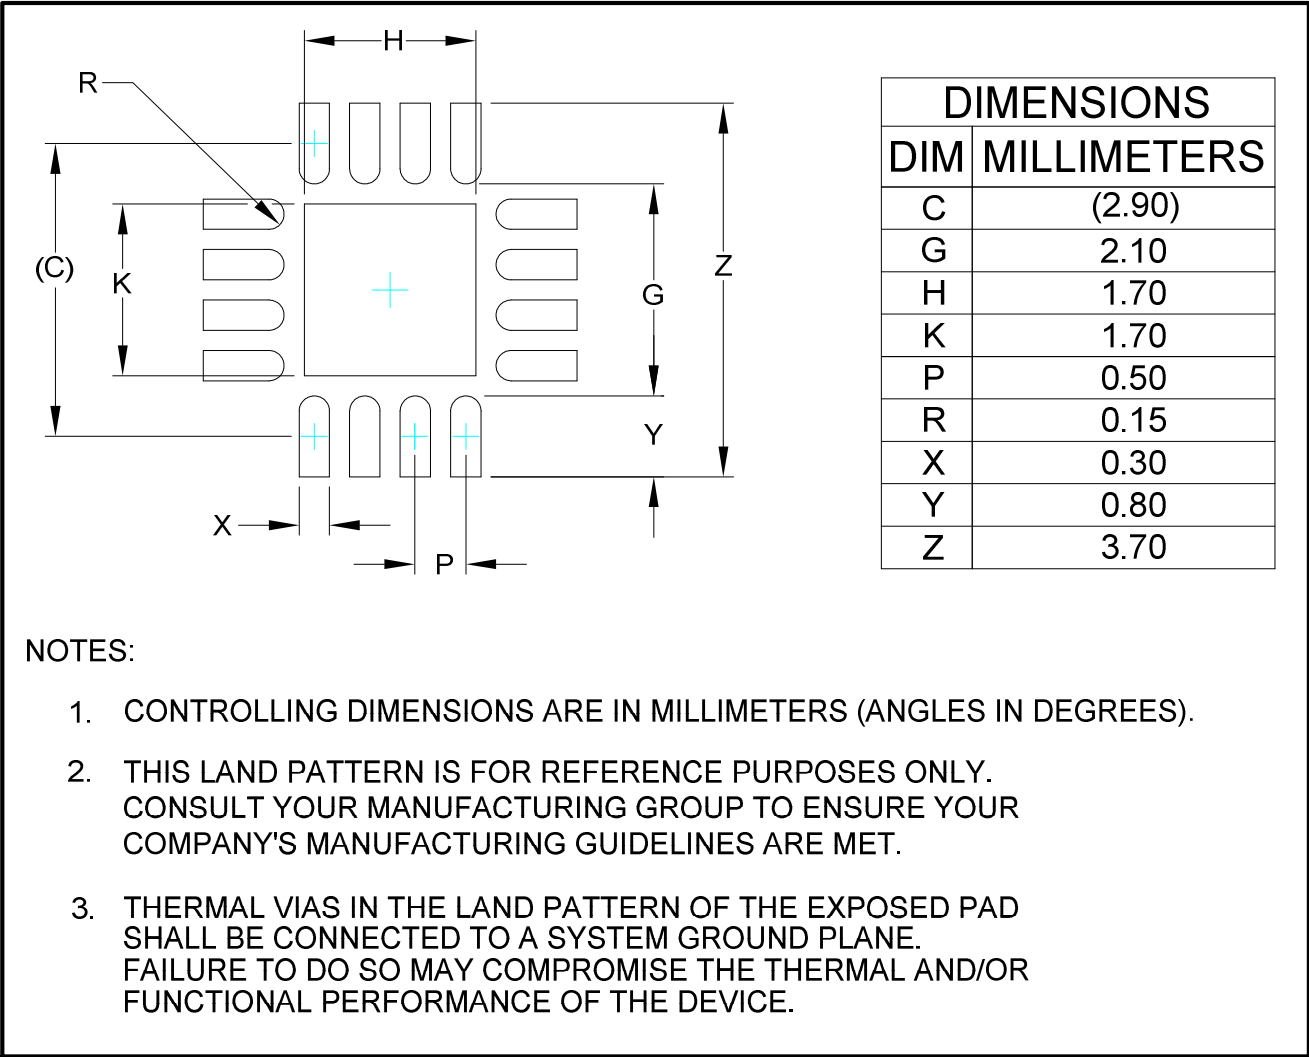 H
R
(C)
K
Z
G
Y
X
P
DIMENSIONS
DIM MILLIMETERS
C (2.90)
G 2.10
H 1.70
K 1.70
P 0.50
R 0.15
X 0.30
Y 0.80
Z 3.70
NOTES:
1. CONTROLLING DIMENSIONS ARE IN MILLIMETERS (ANGLES IN DEGREES).
2. THIS LAND PATTERN IS FOR REFERENCE PURPOSES ONLY.
CONSULT YOUR MANUFACTURING GROUP TO ENSURE YOUR
COMPANY'S MANUFACTURING GUIDELINES ARE MET.
3. THERMAL VIAS IN THE LAND PATTERN OF THE EXPOSED PAD
SHALL BE CONNECTED TO A SYSTEM GROUND PLANE.
FAILURE TO DO SO MAY COMPROMISE THE THERMAL AND/OR
FUNCTIONAL PERFORMANCE OF THE DEVICE.